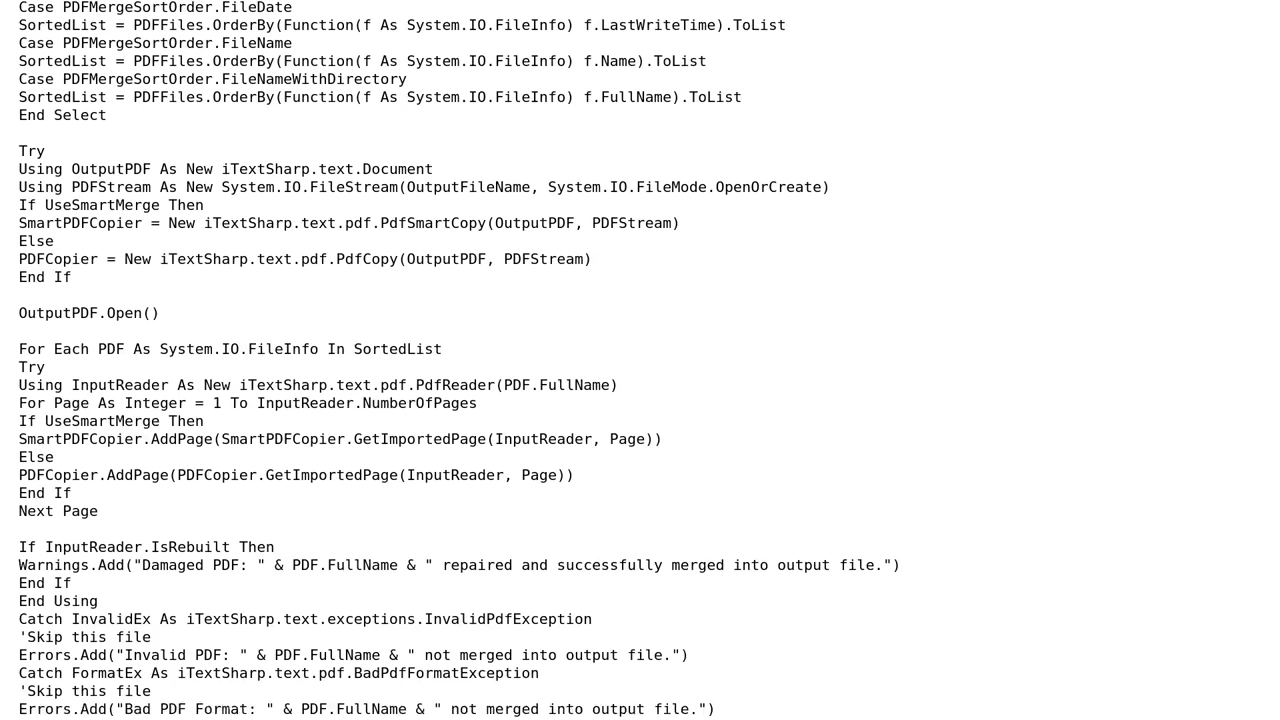 Case PDFMergeSortOrder.FileDate
SortedList = PDFFiles.OrderBy(Function(f As System.IO.FileInfo) f.LastWriteTime).ToList
Case PDFMergeSortOrder.FileName
SortedList = PDFFiles.OrderBy(Function(f As System.IO.FileInfo) f.Name).ToList
Case PDFMergeSortOrder.FileNameWithDirectory
SortedList = PDFFiles.OrderBy(Function(f As System.IO.FileInfo) f.FullName).ToList
End Select

Try
Using OutputPDF As New iTextSharp.text.Document
Using PDFStream As New System.IO.FileStream(OutputFileName, System.IO.FileMode.OpenOrCreate)
If UseSmartMerge Then
SmartPDFCopier = New iTextSharp.text.pdf.PdfSmartCopy(OutputPDF, PDFStream)
Else
PDFCopier = New iTextSharp.text.pdf.PdfCopy(OutputPDF, PDFStream)
End If

OutputPDF.Open()

For Each PDF As System.IO.FileInfo In SortedList
Try
Using InputReader As New iTextSharp.text.pdf.PdfReader(PDF.FullName)
For Page As Integer = 1 To InputReader.NumberOfPages
If UseSmartMerge Then
SmartPDFCopier.AddPage(SmartPDFCopier.GetImportedPage(InputReader, Page))
Else
PDFCopier.AddPage(PDFCopier.GetImportedPage(InputReader, Page))
End If
Next Page

If InputReader.IsRebuilt Then
Warnings.Add("Damaged PDF: " & PDF.FullName & " repaired and successfully merged into output file.")
End If
End Using
Catch InvalidEx As iTextSharp.text.exceptions.InvalidPdfException
'Skip this file
Errors.Add("Invalid PDF: " & PDF.FullName & " not merged into output file.")
Catch FormatEx As iTextSharp.text.pdf.BadPdfFormatException
'Skip this file
Errors.Add("Bad PDF Format: " & PDF.FullName & " not merged into output file.")